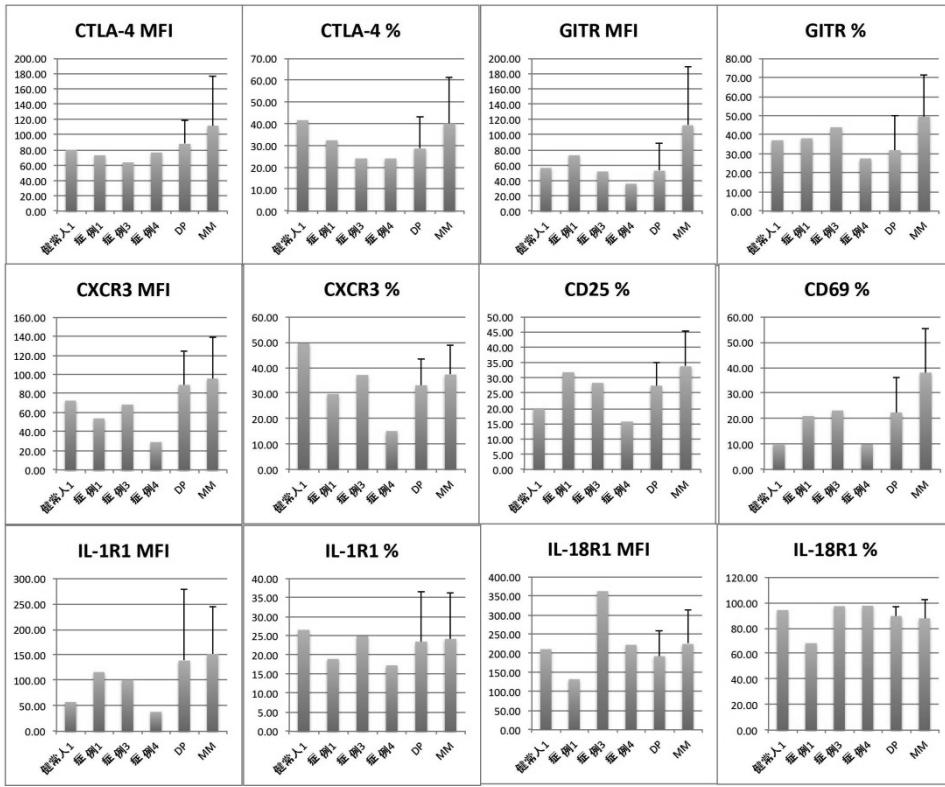 CTLA-4 MFI
200.00
180.00
160.00
140.00
120.00
100.00
80.00
60.00
40.00
20.00
0.00
健常人1
症例1
症例3
症例4
DP
MM
CTLA-4 %
70.00
60.00
50.00
40.00
30.00
20.00
10.00
0.00
健常人1
症例1
症例3
症例4
DP
MM
GITR MFI
200.00
180.00
160.00
140.00
120.00
100.00
80.00
60.00
40.00
20.00
0.00
健常人1
症例1
症例3
症例4
DP
MM
GITR %
80.00
70.00
60.00
50.00
40.00
30.00
20.00
10.00
0.00
健常人1
症例1
症例3
症例4
DP
MM
CXCR3 MFI
160.00
140.00
120.00
100.00
80.00
60.00
40.00
20.00
0.00
健常人1
症例1
症例3
症例4
DP
MM
CXCR3 %
60.00
50.00
40.00
30.00
20.00
10.00
0.00
健常人1
症例1
症例3
症例4
DP
MM
CD25 %
50.00
45.00
40.00
35.00
30.00
25.00
20.00
15.00
10.00
5.00
0.00
健常人1
症例1
症例3
症例4
DP
MM
CD69 %
60.00
50.00
40.00
30.00
20.00
10.00
0.00
健常人1
症例1
症例3
症例4
DP
MM
IL-1R1 MFI
300.00
250.00
200.00
150.00
100.00
50.00
0.00
健常人1
症例1
症例3
症例4
DP
MM
IL-1R1 %
40.00
35.00
30.00
25.00
20.00
15.00
10.00
5.00
0.00
健常人1
症例1
症例3
症例4
DP
MM
IL-18R1 MFI
400.00
350.00
300.00
250.00
200.00
150.00
100.00
50.00
0.00
健常人1
症例1
症例3
症例4
DP
MM
IL-18R1 %
120.00
100.00
80.00
60.00
40.00
20.00
0.00
健常人1
症例1
症例3
症例4
DP
MM